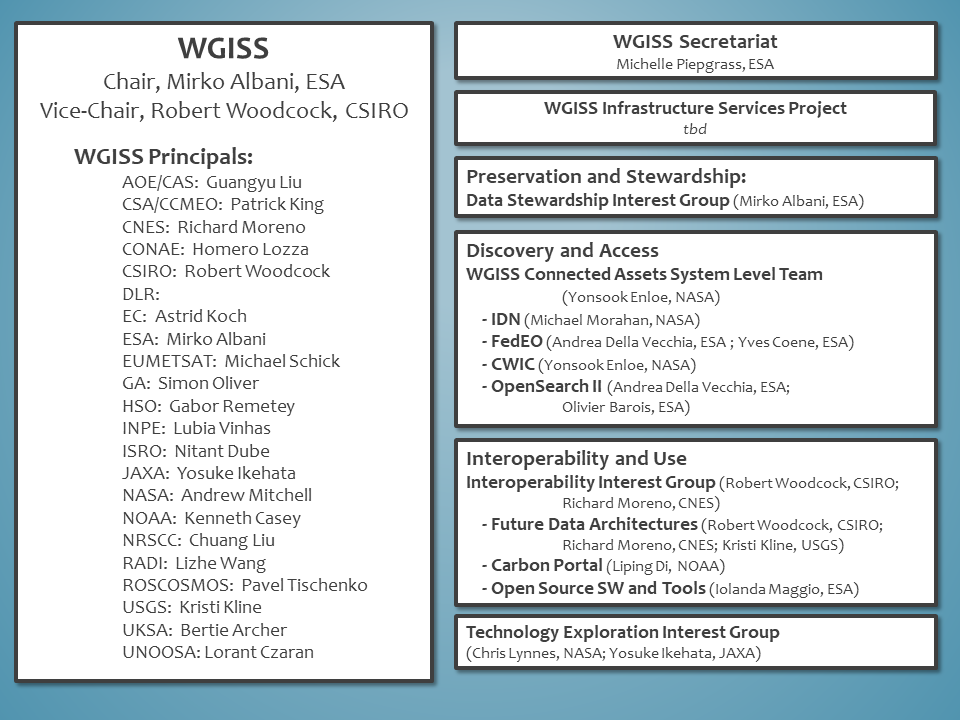 WGISS
Chair, Mirko Albani, ESA
Vice-Chair, Robert Woodcock, CSIRO
WGISS Principals:
AOE/CAS: Guangyu Liu
CSA/CCMEO: Patrick King
CNES: Richard Moreno
CONAE: Homero Lozza
CSIRO: Robert Woodcock
DLR:
EC: Astrid Koch
ESA: Mirko Albani
EUMETSAT: Michael Schick
GA: Simon Oliver
HSO: Gabor Remetey
INPE: Lubia Vinhas
ISRO: Nitant Dube
JAXA: Yosuke Ikehata
NASA: Andrew Mitchell
NOAA: Kenneth Casey
NRSCC: Chuang Liu
RADI: Lizhe Wang
ROSCOSMOS: Pavel Tischenko
USGS: Kristi Kline
UKSA: Bertie Archer
UNOOSA: Lorant Czaran
WGISS Secretariat
Michelle Piepgrass, ESA
WGISS Infrastructure Services Project
tbd
Preservation and Stewardship:
Data Stewardship Interest Group (Mirko Albani, ESA)
Discovery and Access
WGISS Connected Assets System Level Team
(Yonsook Enloe, NASA)
- IDN (Michael Morahan, NASA)
- FedEO (Andrea Della Vecchia, ESA ; Yves Coene, ESA)
- CWIC (Yonsook Enloe, NASA)
- OpenSearch II (Andrea Della Vecchia, ESA;
Olivier Barois, ESA)
Interoperability and Use
Interoperability Interest Group (Robert Woodcock, CSIRO;
Richard Moreno, CNES)
- Future Data Architectures (Robert Woodcock, CSIRO;
Richard Moreno, CNES; Kristi Kline, USGS)
- Carbon Portal (Liping Di, NOAA)
- Open Source SW and Tools (Iolanda Maggio, ESA)
Technology Exploration Interest Group
(Chris Lynnes, NASA; Yosuke Ikehata, JAXA)